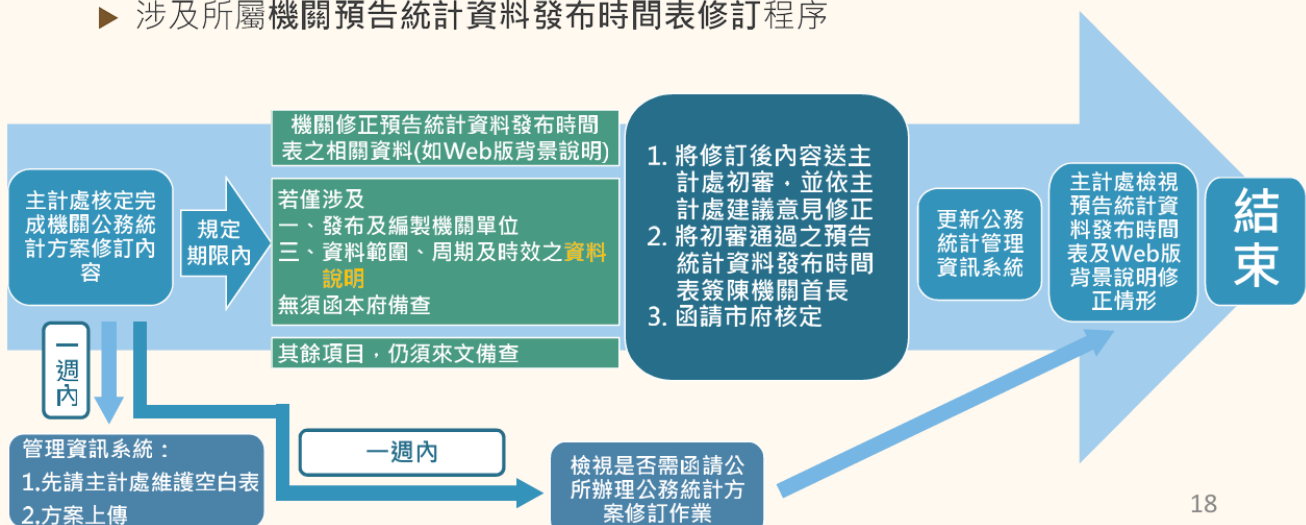 ▶ 涉及所屬機關預告統計資料發布時間表修訂程序
主計處核定完
成機關公務統
計方案修訂內
容
規定
期限內
機關修正預告統計資料發布時間
表之相關資料(如Web版背景說明)
若僅涉及
一、發布及編製機關單位
三、資料範圍、周期及時效之資料
說明
無須函本府備查
其餘項目，仍須來文備查
1. 將修訂後內容送主
計處初審，並依主
計處建議意見修正
2. 將初審通過之預告
統計資料發布時間
表簽陳機關首長
3. 函請市府核定
更新公務
統計管理
資訊系統
主計處檢視
預告統計資
料發布時間
表及Web版
背景說明修
正情形
結
束
一
週
內
管理資訊系統：
1.先請主計處維護空白表
2.方案上傳
一週內
檢視是否需函請公
所辦理公務統計方
案修訂作業
18